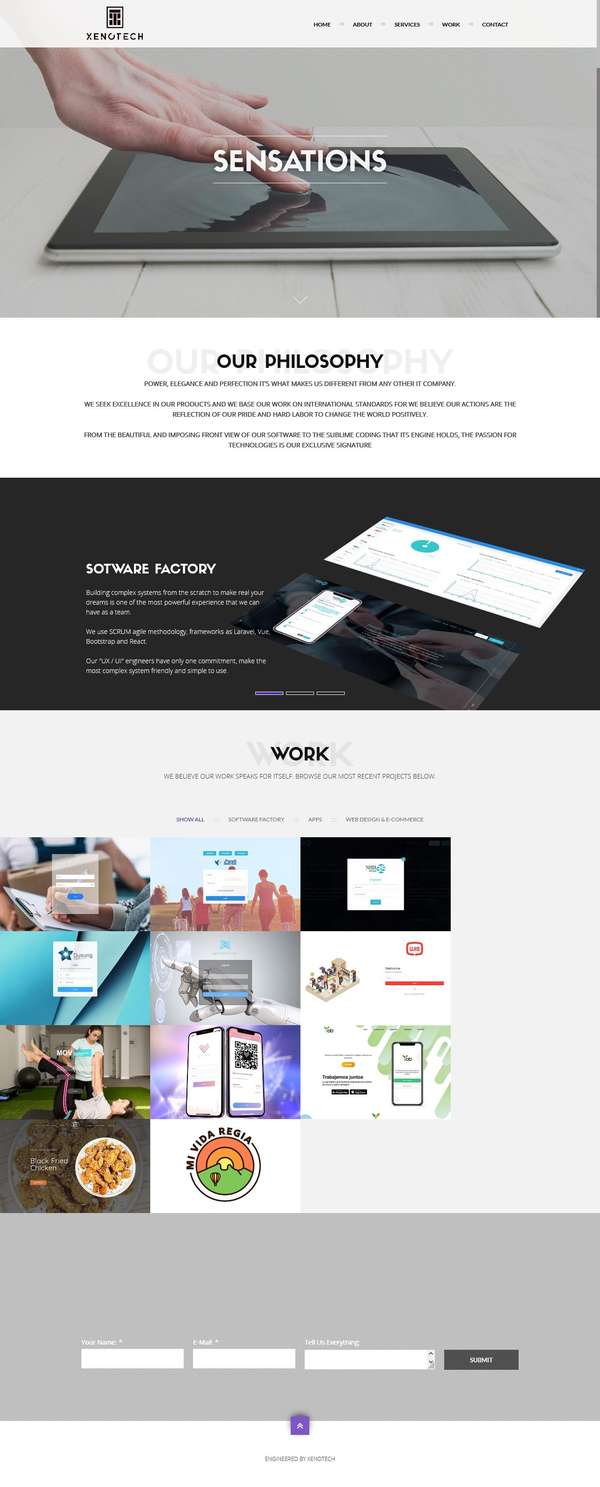 XENOTECH
HOME
ABOUT
SERVICES
WORK
CONTACT
SENSATIONS
OUR PHILOSOPHY
OUR PHILOSOPHY
POWER, ELEGANCE AND PERFECTION IT'S WHAT MAKES US DIFFERENT FROM ANY OTHER IT COMPANY.
WE SEEK EXCELLENCE IN OUR PRODUCTS AND WE BASE OUR WORK ON INTERNATIONAL STANDARDS FOR WE BELIEVE OUR ACTIONS ARE THE
REFLECTION OF OUR PRIDE AND HARD LABOR TO CHANGE THE WORLD POSITIVELY.
FROM THE BEAUTIFUL AND IMPOSING FRONT VIEW OF OUR SOFTWARE TO THE SUBLIME CODING THAT ITS ENGINE HOLDS, THE PASSION FOR
TECHNOLOGIES IS OUR EXCLUSIVE SIGNATURE
SOTWARE FACTORY
Building complex systems from the scratch to make real your
dreams is one of the most powerful experience that we can
have as a team.
We use SCRUM agile methodology, frameworks as Laravel, Vue,
Bootstrap and React.
Our "UX / UI" engineers have only one commitment, make the
most complex system friendly and simple to use.
WORK
WORK
WE BELIEVE OUR WORK SPEAKS FOR ITSELF. BROWSE OUR MOST RECENT PROJECTS BELOW.
SHOW ALL
SOFTWARE FACTORY
APPS
WEB DESIGN & E-COMMERCE
MOV
Trabajemos juntos
Black Fried
Chicken
MI VIDA REGIA
Your Name: *
E-Mail: *
Tell Us Everything:
SUBMIT
ENGINEERED BY XENOTECH